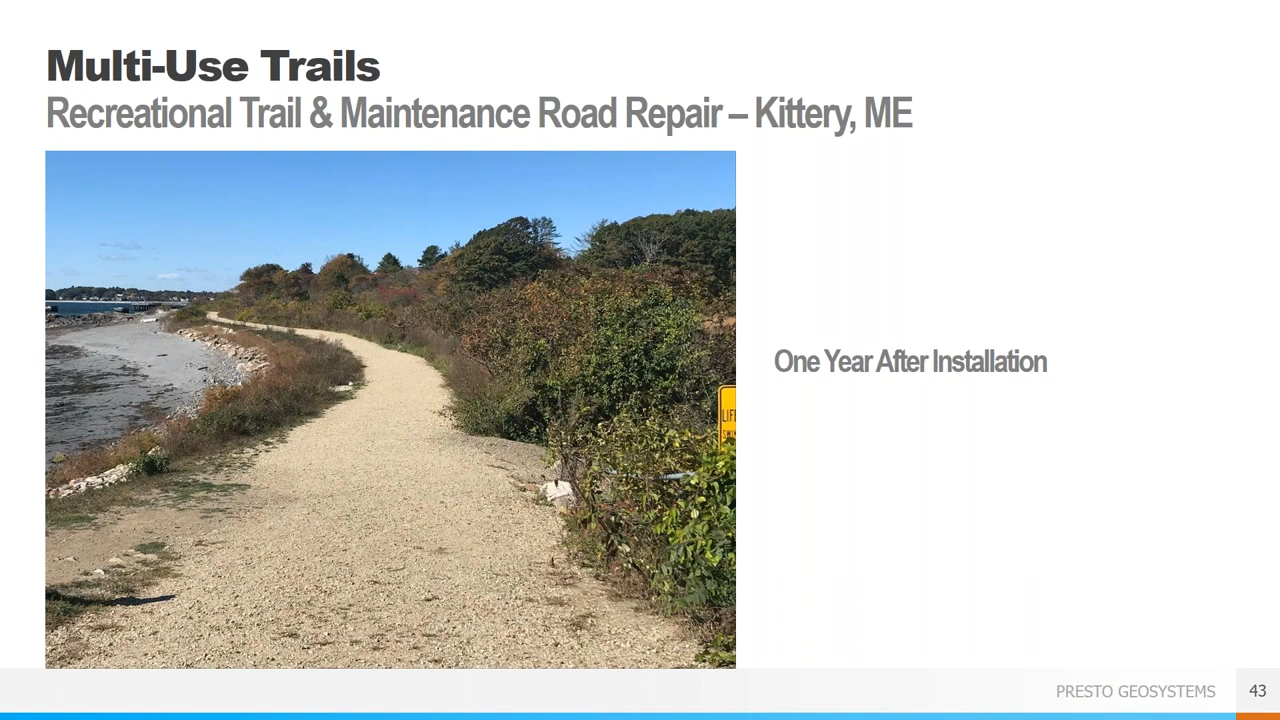 Multi-Use Trails
Recreational Trail & Maintenance Road Repair – Kittery, ME
One Year After Installation
PRESTO GEOSYSTEMS
43